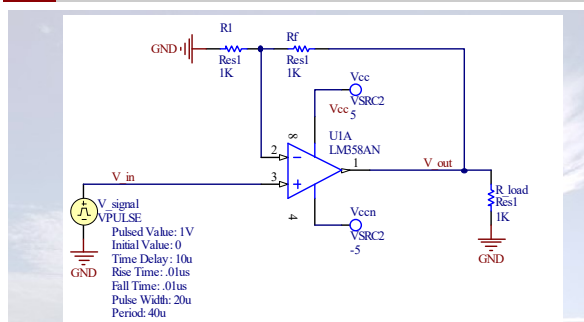 R1
Rf
GND
Res1
Res1
1K
1K
Vcc
VSRC2
Vcc
5
8
U1A
LM358AN
2
1
V_out
V_in
3
V_signal
VPULSE
4
Vccn
VSRC2
-5
R_load
Res1
1K
Pulsed Value: 1V
Initial Value: 0
Time Delay: 10u
Rise Time: .01us
Fall Time: .01us
Pulse Width: 20u
Period: 40u
GND
GND